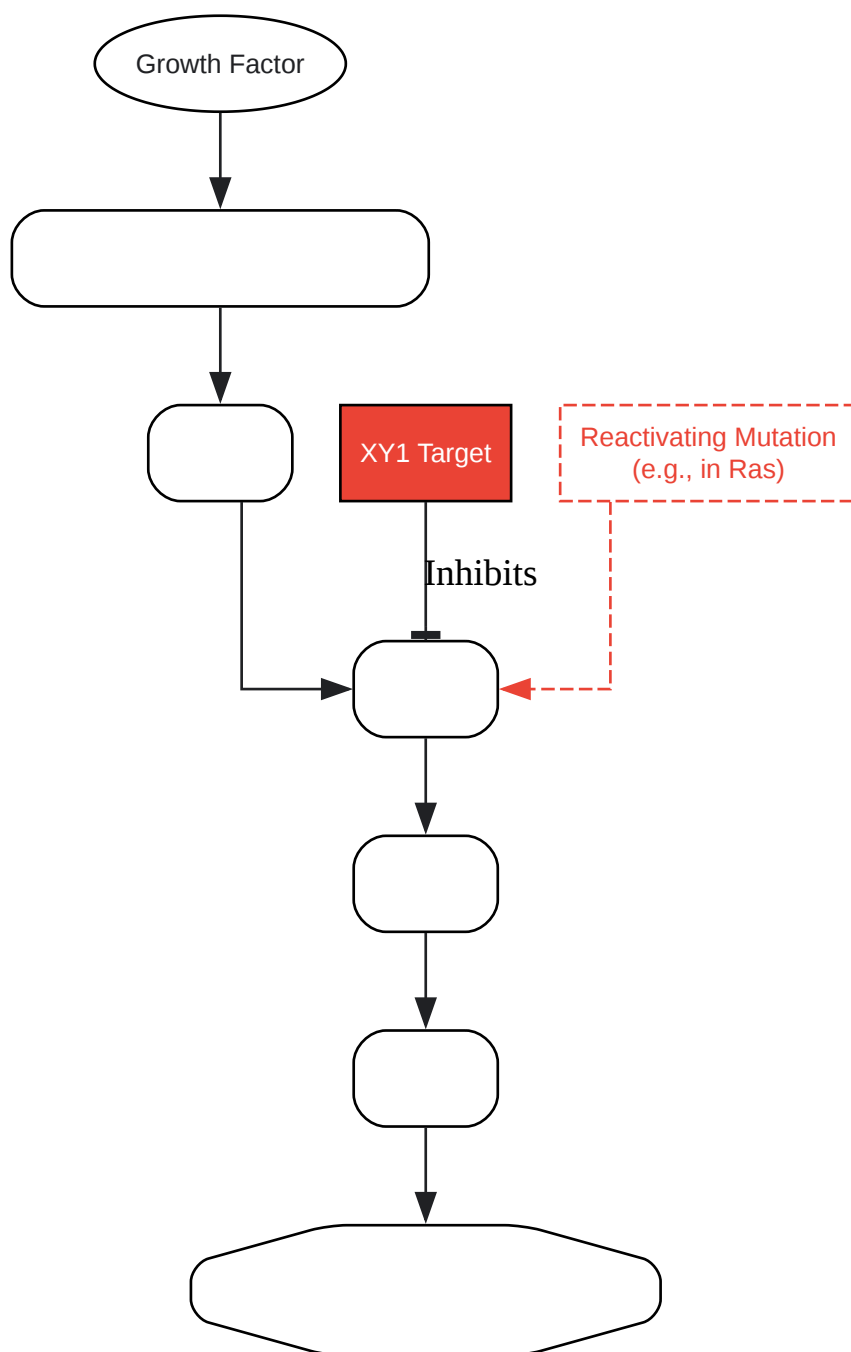 Growth Factor
XY1 Target
Reactivating Mutation
(e.g., in Ras)
Inhibits